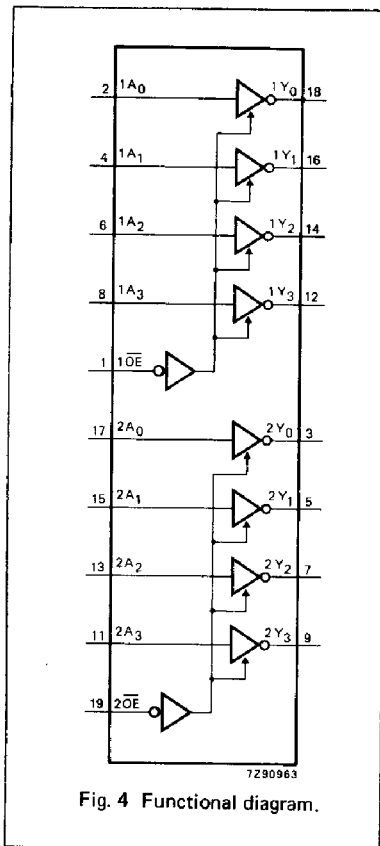 2 1A0 1Y0 18
4 1A1 1Y1 16
6 1A2 1Y2 14
8 1A3 1Y3 12
1 1OE
17 2A0 2Y0 3
15 2A1 2Y1 5
13 2A2 2Y2 7
11 2A3 2Y3 9
19 2OE
7Z90963
Fig. 4 Functional diagram.